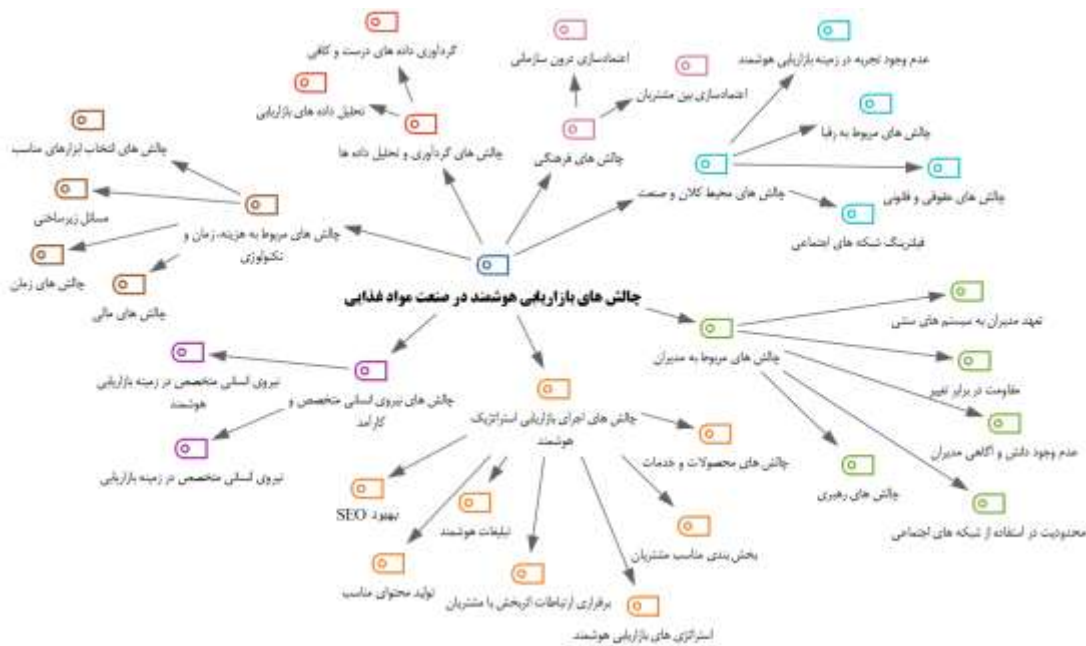 گردآوری داده های درست و کافی
اعتمادسازی درون سازمانی
عدم وجود تجربه در زمینه بازاریابی هوشمند
تحلیل داده های بازاریابی
اعتمادسازی بین مشتریان
چالش های مربوط به رقبا
چالش های انتخاب ابزارهای مناسب
چالش های گردآوری و تحلیل داده ها
چالش های فرهنگی
چالش های محیط کلان و صنعت
چالش های حقوقی و قانونی
مسائل زیرساختی
چالش های مربوط به هزینه، زمان و
تکنولوژی
فیلترینگ شبکه های اجتماعی
چالش های زمان
چالش های مالی
چالش های بازاریابی هوشمند در صنعت مواد غذایی
تعهد مدیران به سیستم های سنتی
چالش های مربوط به مدیران
نیروی انسانی متخصص در زمینه بازاریابی
هوشمند
چالش های نیروی انسانی متخصص و
کارآمد
مقاومت در برابر تغییر
چالش های اجرای بازاریابی استراتژیک
هوشمند
عدم وجود دانش و آگاهی مدیران
نیروی انسانی متخصص در زمینه بازاریابی
چالش های محصولات و خدمات
چالش های رهبری
بهبود SEO
تبلیغات هوشمند
محدودیت در استفاده از شبکه های اجتماعی
بخش بندی مناسب مشتریان
تولید محتوای مناسب
برقراری ارتباطات اثربخش با مشتریان
استراتژی های بازاریابی هوشمند